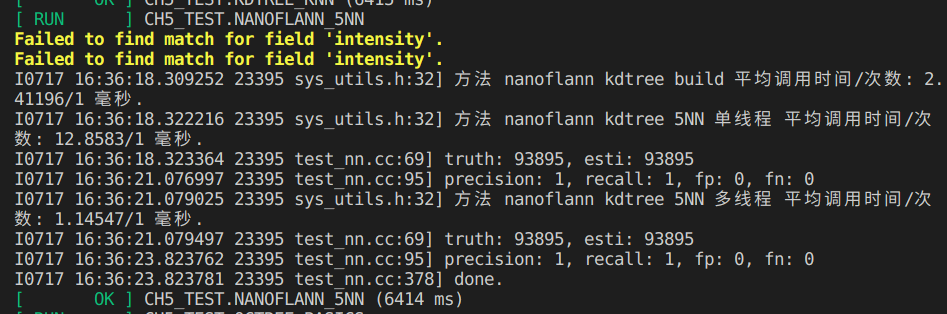 [       OK ] CH5_TEST.KDTREE_KNN (6415 ms)
[ RUN      ] CH5_TEST.NANOFLANN_5NN
Failed to find match for field 'intensity'.
Failed to find match for field 'intensity'.
I0717 16:36:18.309252 23395 sys_utils.h:32] 方法 nanoflann kdtree build 平均调用时间/次数: 2.
41196/1 毫秒.
I0717 16:36:18.322216 23395 sys_utils.h:32] 方法 nanoflann kdtree 5NN 单线程 平均调用时间/次
数: 12.8583/1 毫秒.
I0717 16:36:18.323364 23395 test_nn.cc:69] truth: 93895, esti: 93895
I0717 16:36:21.076997 23395 test_nn.cc:95] precision: 1, recall: 1, fp: 0, fn: 0
I0717 16:36:21.079025 23395 sys_utils.h:32] 方法 nanoflann kdtree 5NN 多线程 平均调用时间/次
数: 1.14547/1 毫秒.
I0717 16:36:21.079497 23395 test_nn.cc:69] truth: 93895, esti: 93895
I0717 16:36:23.823762 23395 test_nn.cc:95] precision: 1, recall: 1, fp: 0, fn: 0
I0717 16:36:23.823781 23395 test_nn.cc:378] done.
[       OK ] CH5_TEST.NANOFLANN_5NN (6414 ms)